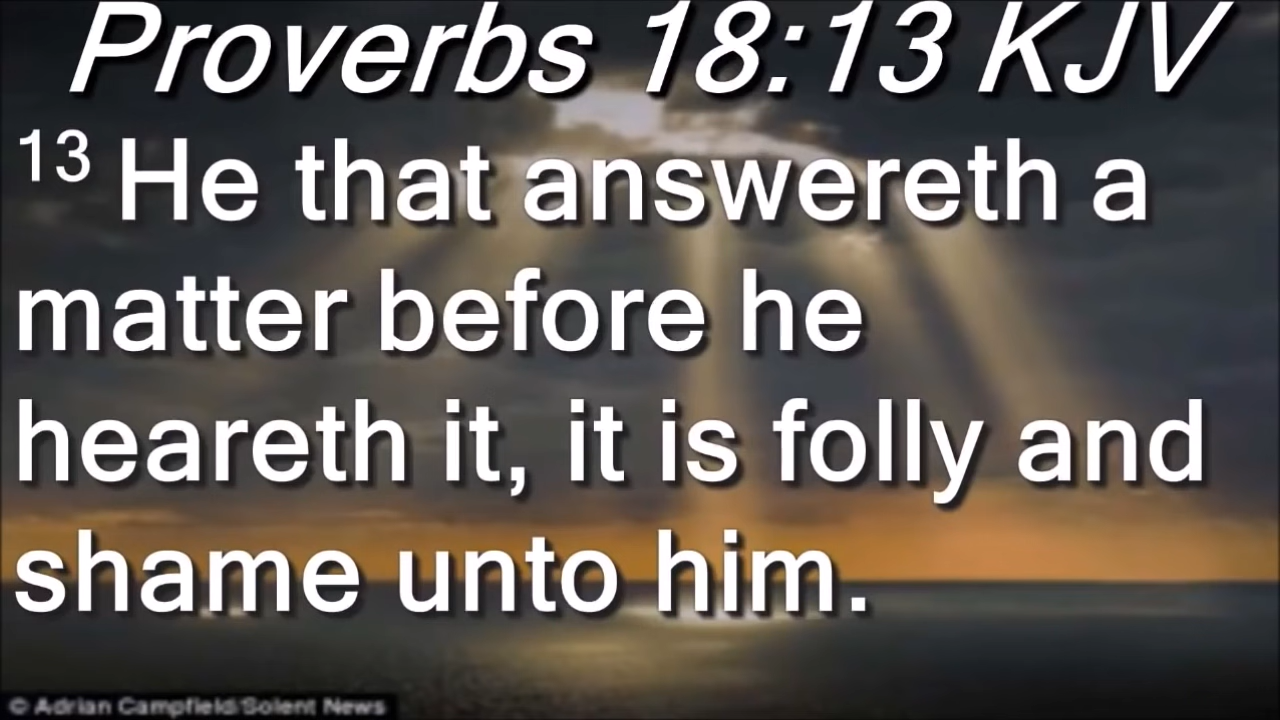 Proverbs 18:13 KJV
13 He that answereth a
matter before he
heareth it, it is folly and
shame unto him.
© Adrian Campfield/Solent News